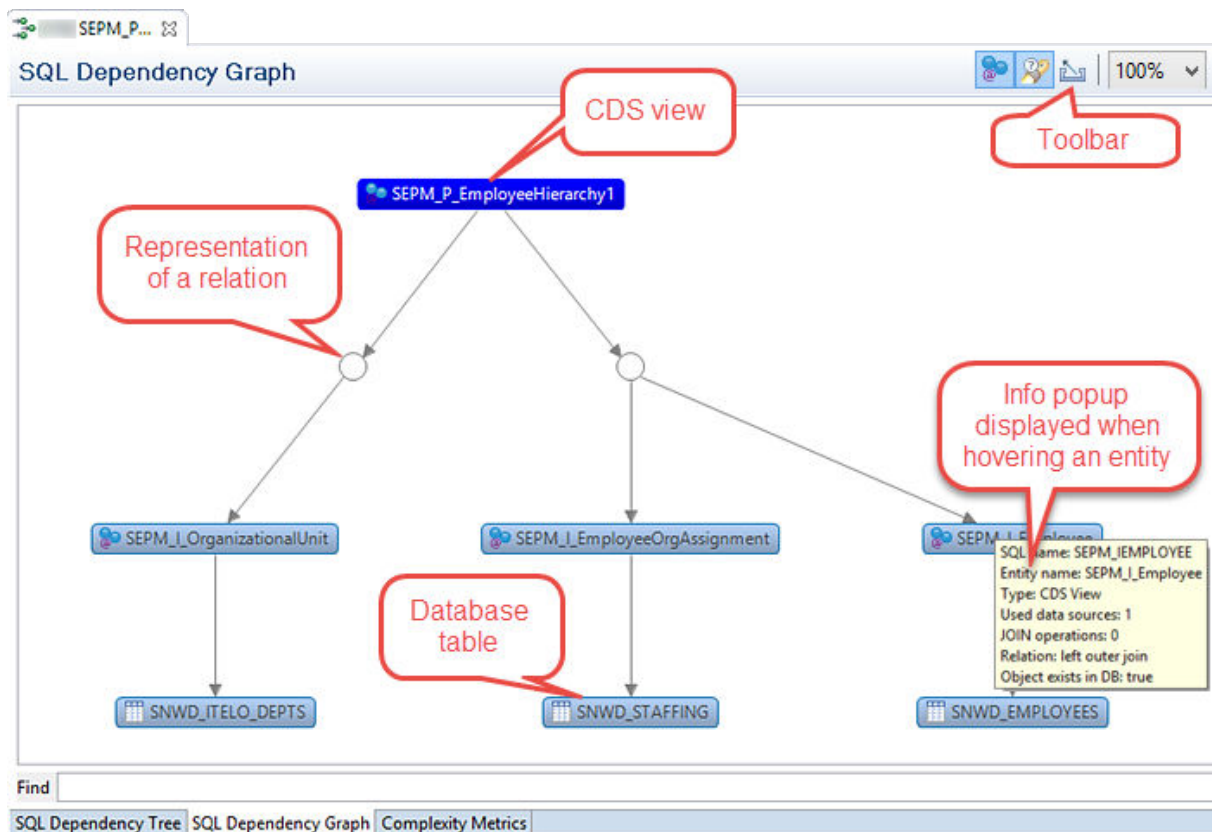 SEPM_P...
SQL Dependency Graph
100%
CDS view
Toolbar
SEPM_P_EmployeeHierarchy1
Representation
of a relation
Info popup
displayed when
hovering an entity
SEPM_I_OrganizationalUnit
SEPM_I_EmployeeOrgAssignment
SEPM_I_Employee
SQL name: SEPM_IEMPLOYEE
Entity name: SEPM_I_Employee
Type: CDS View
Used data sources: 1
JOIN operations: 0
Relation: left outer join
Object exists in DB: true
Database
table
SNWD_ITELO_DEPTS
SNWD_STAFFING
SNWD_EMPLOYEES
Find
SQL Dependency Tree
SQL Dependency Graph
Complexity Metrics